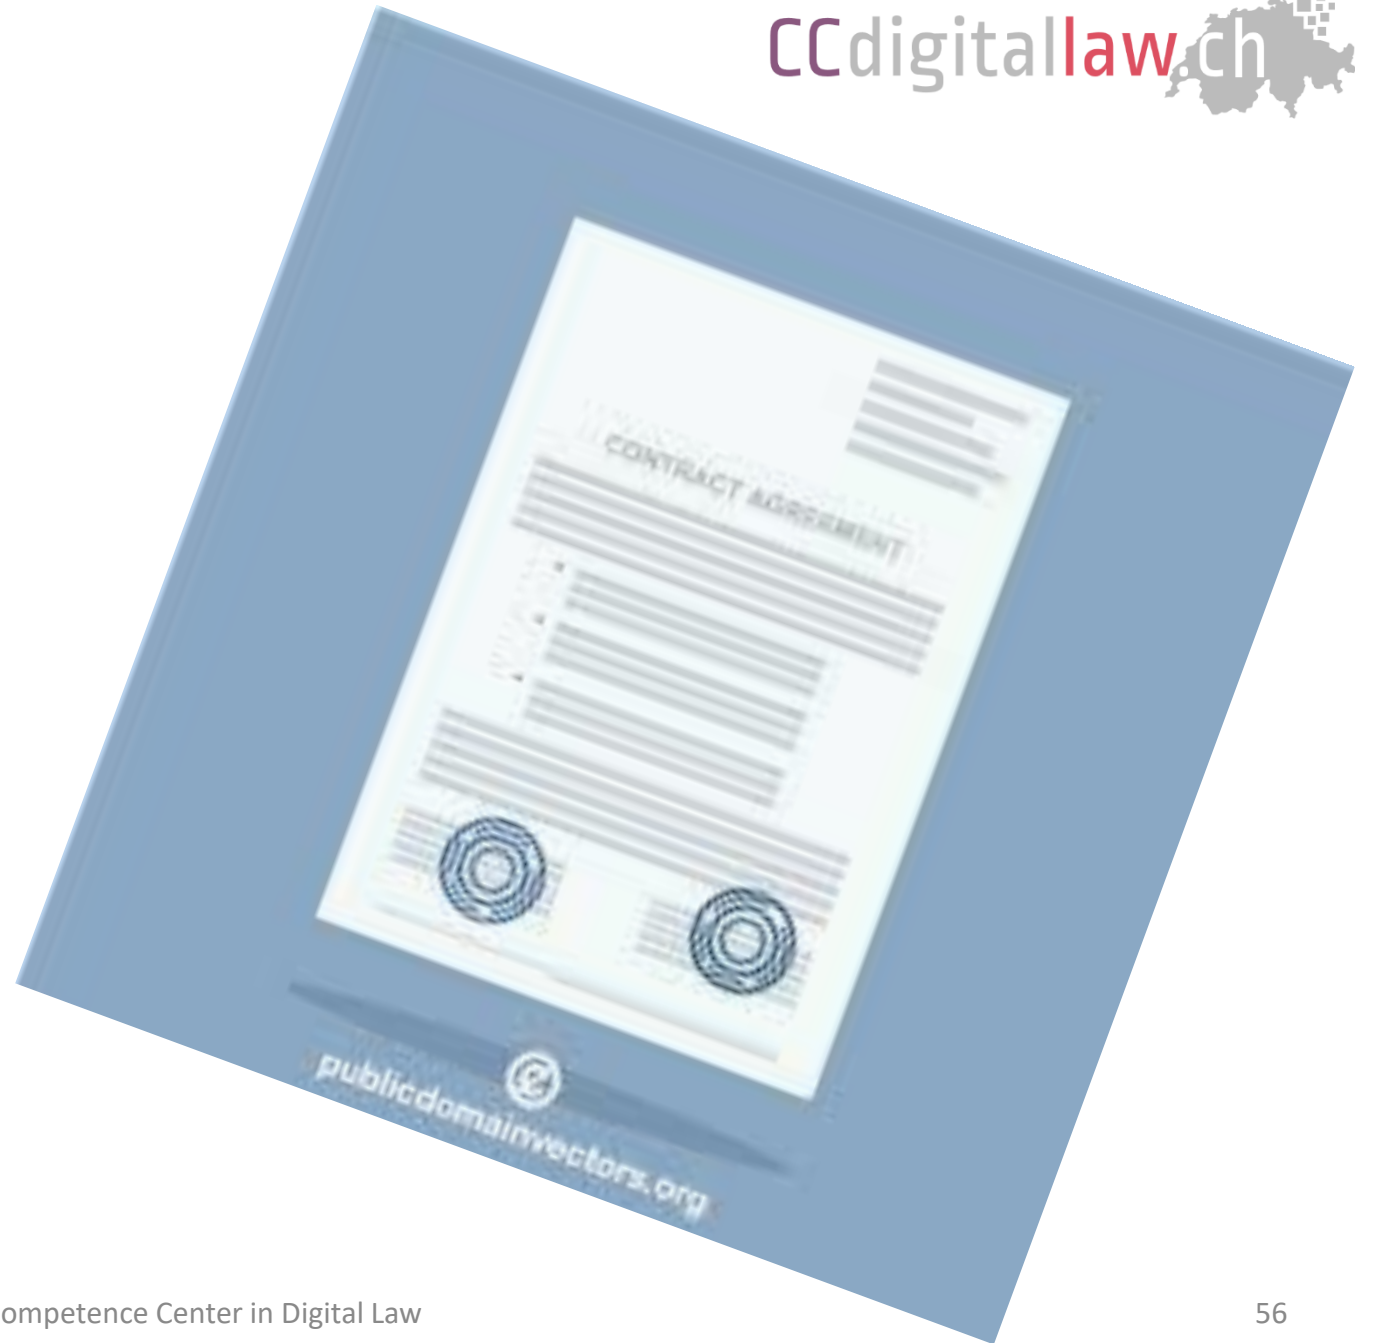 CCdigitallaw.ch
CONTRACT AGREEMENT
publicdomainvectors.org
ompetence Center in Digital Law
56